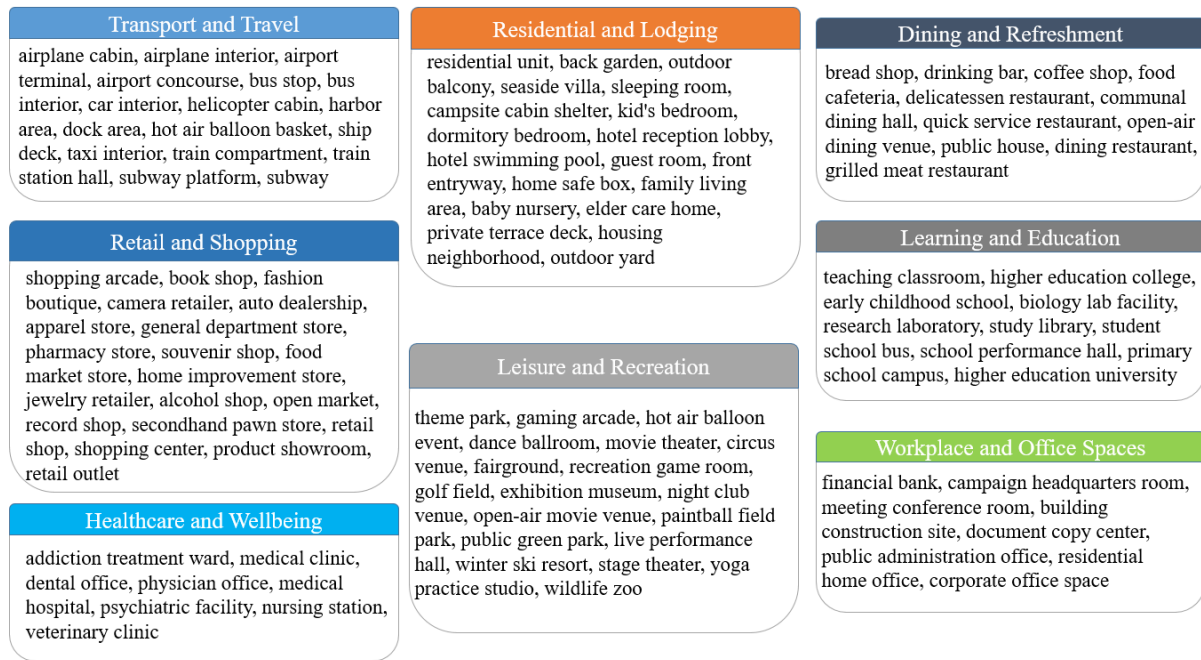 Transport and Travel
airplane cabin, airplane interior, airport
terminal, airport concourse, bus stop, bus
interior, car interior, helicopter cabin, harbor
area, dock area, hot air balloon basket, ship
deck, taxi interior, train compartment, train
station hall, subway platform, subway
Retail and Shopping
shopping arcade, book shop, fashion
boutique, camera retailer, auto dealership,
apparel store, general department store,
pharmacy store, souvenir shop, food
market store, home improvement store,
jewelry retailer, alcohol shop, open market,
record shop, secondhand pawn store, retail
shop, shopping center, product showroom,
retail outlet
Healthcare and Wellbeing
addiction treatment ward, medical clinic,
dental office, physician office, medical
hospital, psychiatric facility, nursing station,
veterinary clinic
Residential and Lodging
residential unit, back garden, outdoor
balcony, seaside villa, sleeping room,
campsite cabin shelter, kid's bedroom,
dormitory bedroom, hotel reception lobby,
hotel swimming pool, guest room, front
entryway, home safe box, family living
area, baby nursery, elder care home,
private terrace deck, housing
neighborhood, outdoor yard
Leisure and Recreation
theme park, gaming arcade, hot air balloon
event, dance ballroom, movie theater, circus
venue, fairground, recreation game room,
golf field, exhibition museum, night club
venue, open-air movie venue, paintball field
park, public green park, live performance
hall, winter ski resort, stage theater, yoga
practice studio, wildlife zoo
Dining and Refreshment
bread shop, drinking bar, coffee shop, food
cafeteria, delicatessen restaurant, communal
dining hall, quick service restaurant, open-air
dining venue, public house, dining restaurant,
grilled meat restaurant
Learning and Education
teaching classroom, higher education college,
early childhood school, biology lab facility,
research laboratory, study library, student
school bus, school performance hall, primary
school campus, higher education university
Workplace and Office Spaces
financial bank, campaign headquarters room,
meeting conference room, building
construction site, document copy center,
public administration office, residential
home office, corporate office space